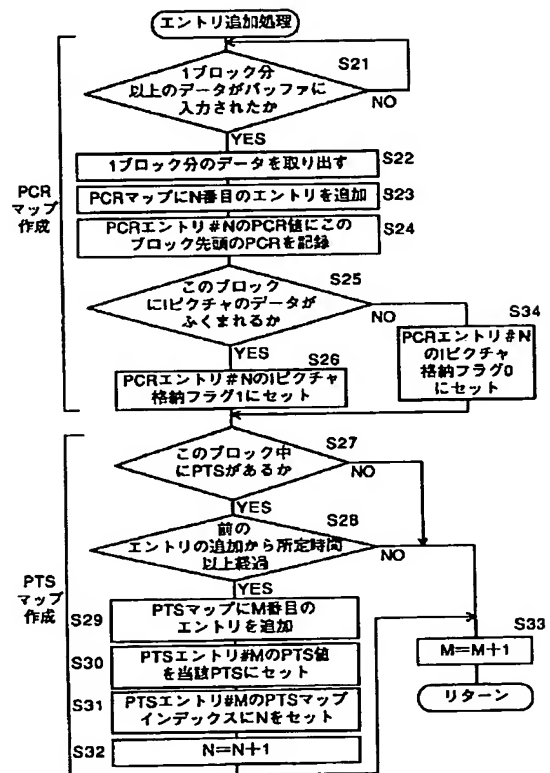 エントリ追加処理
S21
1ブロック分
以上のデータがバッファに
入力されたか
NO
YES
1ブロック分のデータを取り出す
S22
PCRマップにN番目のエントリを追加
S23
PCRエントリ#NのPCR値にこの
ブロック先頭のPCRを記録
S24
PCR
マップ
作成
S25
このブロック
にIピクチャのデータが
ふくまれるか
NO
YES
S26
PCRエントリ#NのIピクチャ
格納フラグ1にセット
S34
PCRエントリ#N
のIピクチャ
格納フラグ0
にセット
S27
このブロック中
にPTSがあるか
NO
YES
S28
前の
エントリの追加から所定時間
以上経過
NO
YES
PTS
マップ
作成
S29
PTSマップにM番目の
エントリを追加
S30
PTSエントリ#MのPTS値
を当該PTSにセット
S31
PTSエントリ#MのPTSマップ
インデックスにNをセット
S32
N=N+1
S33
M=M+1
リターン